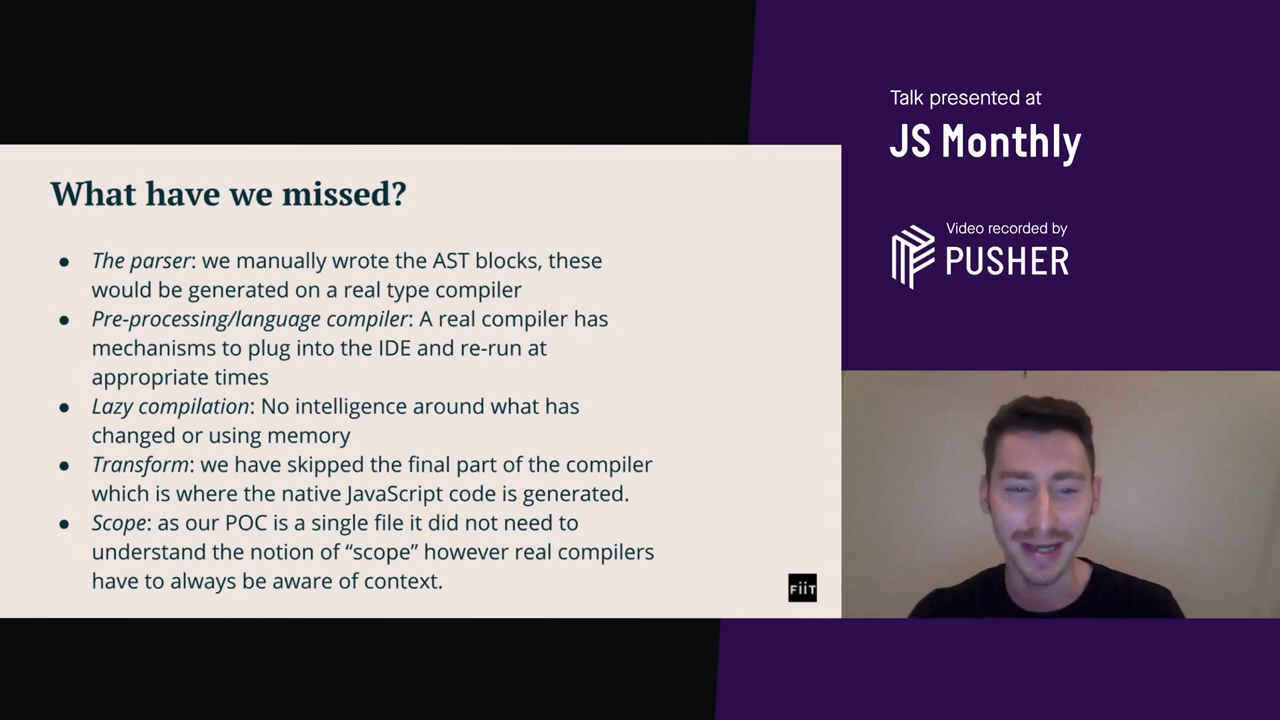 What have we missed?
● The parser: we manually wrote the AST blocks, these
would be generated on a real type compiler
● Pre-processing/language compiler: A real compiler has
mechanisms to plug into the IDE and re-run at
appropriate times
● Lazy compilation: No intelligence around what has
changed or using memory
● Transform: we have skipped the final part of the compiler
which is where the native JavaScript code is generated.
● Scope: as our POC is a single file it did not need to
understand the notion of “scope” however real compilers
have to always be aware of context.
FiiT
Talk presented at
JS Monthly
Video recorded by
PUSHER